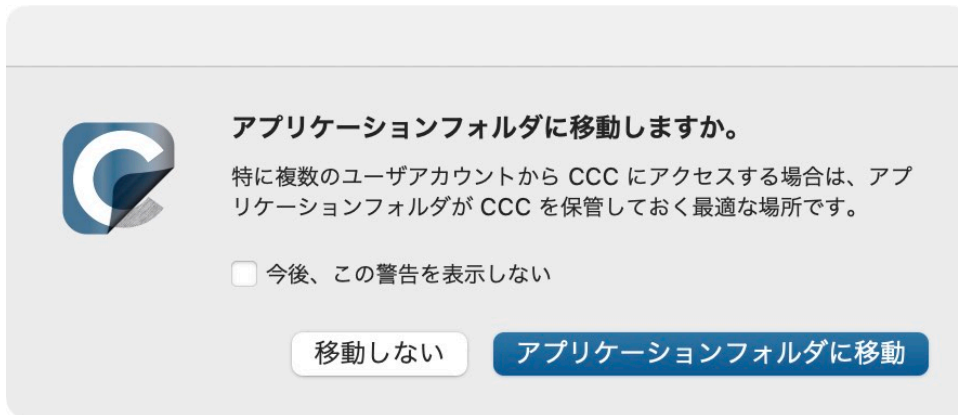 アプリケーションフォルダに移動しますか。
特に複数のユーザアカウントから CCC にアクセスする場合は、アプ
リケーションフォルダが CCC を保管しておく最適な場所です。
今後、この警告を表示しない
移動しない
アプリケーションフォルダに移動